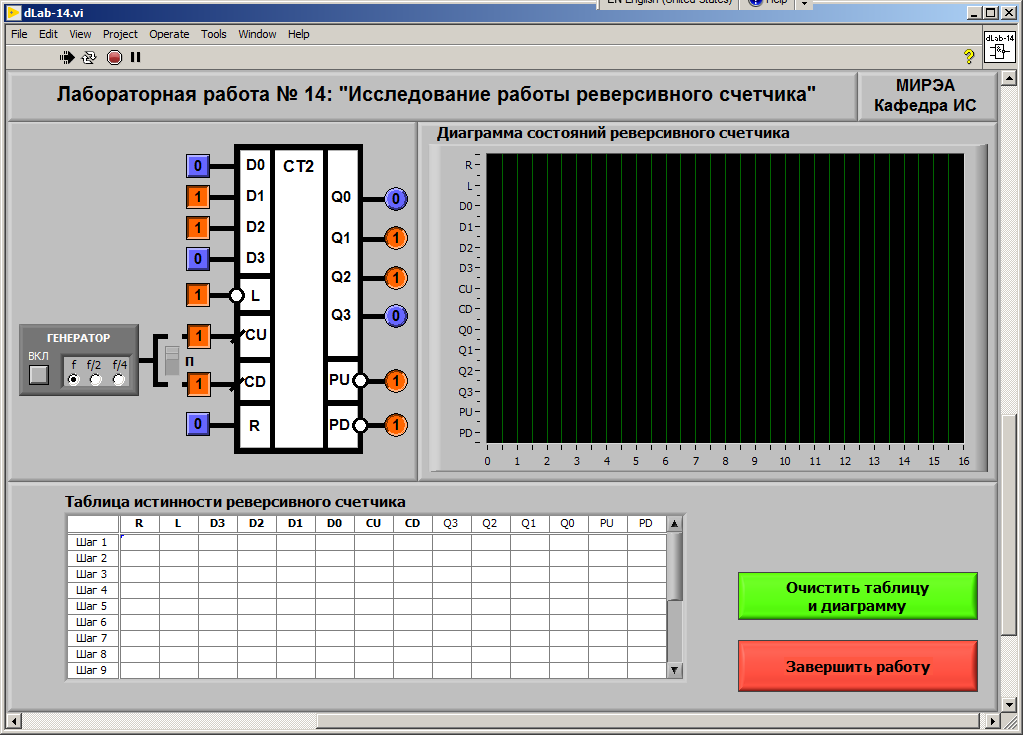 EN English (United States) Help
dLab-14.vi
File Edit View Project Operate Tools Window Help
dLab-14
Лабораторная работа № 14: "Исследование работы реверсивного счетчика"
МИРЭА
Кафедра ИС
0 D0 CT2
1 D1 Q0 0
1 D2 Q1 1
0 D3 Q2 1
1 L Q3 0
1 CU
1 CD PU 1
0 R PD 1
ГЕНЕРАТОР
ВКЛ f f/2 f/4
П
Диаграмма состояний реверсивного счетчика
R
L
D0
D1
D2
D3
CU
CD
Q0
Q1
Q2
Q3
PU
PD
0 1 2 3 4 5 6 7 8 9 10 11 12 13 14 15 16
Таблица истинности реверсивного счетчика
R L D3 D2 D1 D0 CU CD Q3 Q2 Q1 Q0 PU PD
Шаг 1
Шаг 2
Шаг 3
Шаг 4
Шаг 5
Шаг 6
Шаг 7
Шаг 8
Шаг 9
Очистить таблицу
и диаграмму
Завершить работу